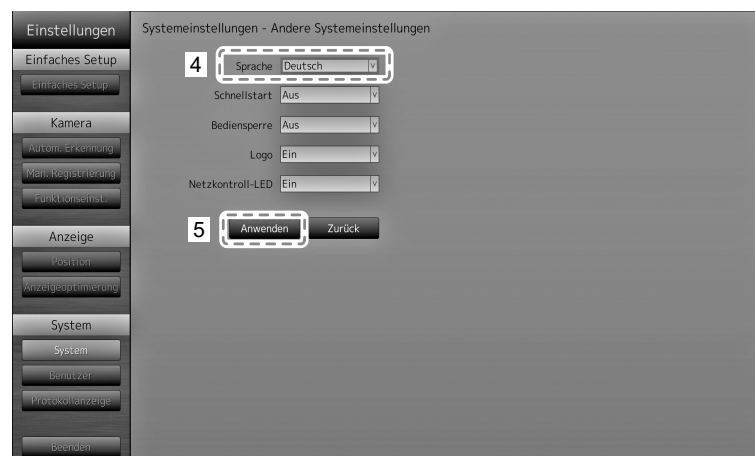 Einstellungen
Systemeinstellungen - Andere Systemeinstellungen
Einfaches Setup
Einfaches Setup
Kamera
Autom. Erkennung
Man. Registrierung
Funktionseinst.
Anzeige
Position
Anzeigeoptimierung
System
System
Benutzer
Protokollanzeige
Beenden
4 Sprache Deutsch
Schnellstart Aus
Bediensperre Aus
Logo Ein
Netzkontroll-LED Ein
5 Anwenden Zurück